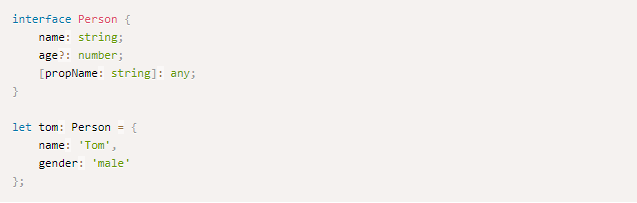 interface Person {
    name: string;
    age?: number;
    [propName: string]: any;
}

let tom: Person = {
    name: 'Tom',
    gender: 'male'
};